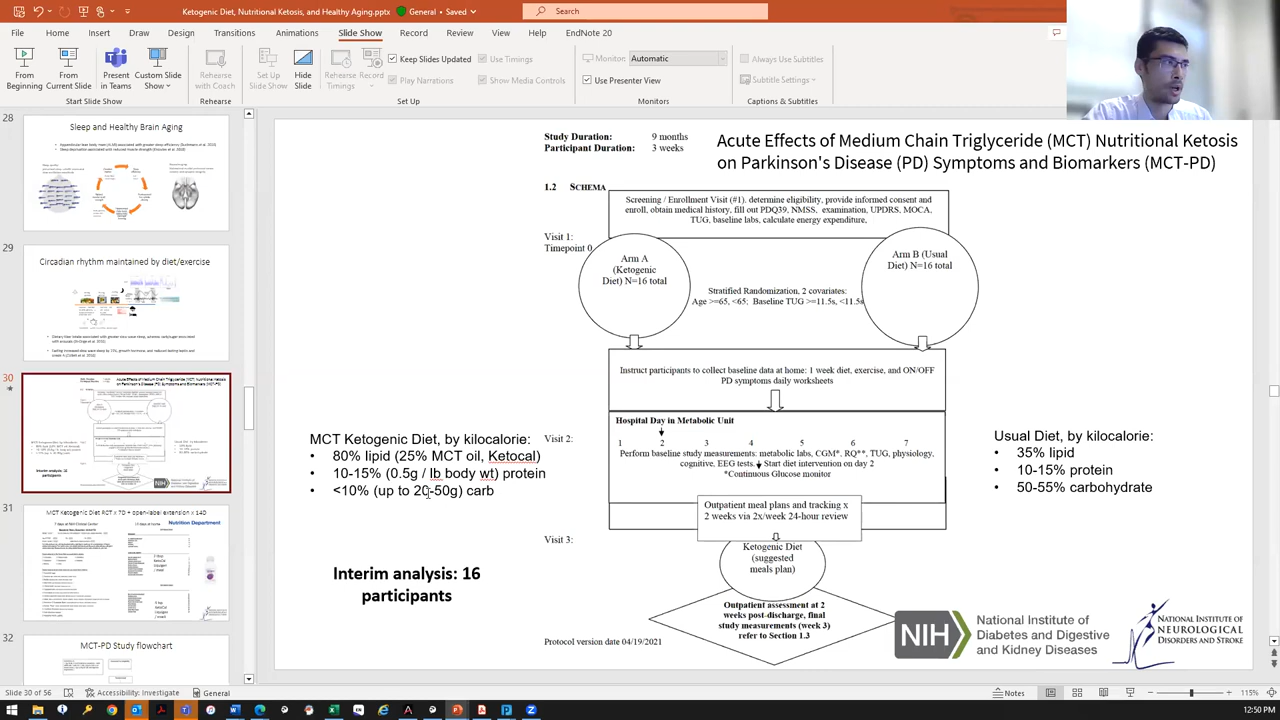 Ketogenic Diet, Nutritional Ketosis, and Healthy Aging.pptx
General
Saved
Search
File
Home
Insert
Draw
Design
Transitions
Animations
Slide Show
Record
Review
View
Help
EndNote 20
From Beginning
From Current Slide
Present in Teams
Custom Slide Show
Rehearse with Coach
Set Up Slide Show
Hide Slide
Rehearse Timings
Record
Keep Slides Updated
Play Narrations
Use Timings
Show Media Controls
Monitor:
Automatic
Use Presenter View
Always Use Subtitles
Subtitle Settings
Start Slide Show
Rehearse
Set Up
Monitors
Captions & Subtitles
28
Sleep and Healthy Brain Aging
29
Circadian rhythm maintained by diet/exercise
30
31
MCT Ketogenic Diet RCT x 7D + open-label extension x 14D
Nutrition Department
32
MCT-PD Study flowchart
Study Duration: 9 months
Participant Duration: 3 weeks
Acute Effects of Medium Chain Triglyceride (MCT) Nutritional Ketosis
on Parkinson's Disease (PD) Symptoms and Biomarkers (MCT-PD)
1.2 SCHEMA
Screening / Enrollment Visit (#1). determine eligibility, provide informed consent and
enroll, obtain medical history, fill out PDQ39, NMSS, examination, UPDRS, MOCA,
TUG, baseline labs, calculate energy expenditure,
Visit 1:
Timepoint 0
Arm A
(Ketogenic
Diet) N=16 total
Arm B (Usual
Diet) N=16 total
Stratified Randomization, 2 covariates:
Age >=65, <65; Baseline TUG >=11.5s, <11.5s
Instruct participants to collect baseline data at home: 1 week diet, exercise, and ON/OFF
PD symptoms daily worksheets
Hospital Day in Metabolic Unit
Visit 2:
1 2 3 4 5 6 7
Perform baseline study measurements: metabolic labs, CGM*, RQ**, TUG, physiology,
cognitive, EEG tests. Start diet intervention on day 2
*Continuous Glucose monitor
Outpatient meal plans and tracking x
2 weeks via 2x/week 24-hour review
Visit 3:
Ketogenic Diet
(suggested
meals plan)
Outpatient assessment at 2
weeks post-discharge, final
study measurements (week 3)
refer to Section 1.3
Protocol version date 04/19/2021
MCT Ketogenic Diet, by kilocalorie:
• 80% lipid (25% MCT oil, Ketocal)
• 10-15% (0.5g / lb body wt) protein
• <10% (up to 20-50g) carb
Interim analysis: 16
participants
Usual Diet, by kilocalorie:
• 35% lipid
• 10-15% protein
• 50-55% carbohydrate
NIH
National Institute of
Diabetes and Digestive
and Kidney Diseases
NATIONAL INSTITUTE OF
NEUROLOGICAL
DISORDERS AND STROKE
Slide 30 of 56
Accessibility: Investigate
General
Notes
115%
12:50 PM